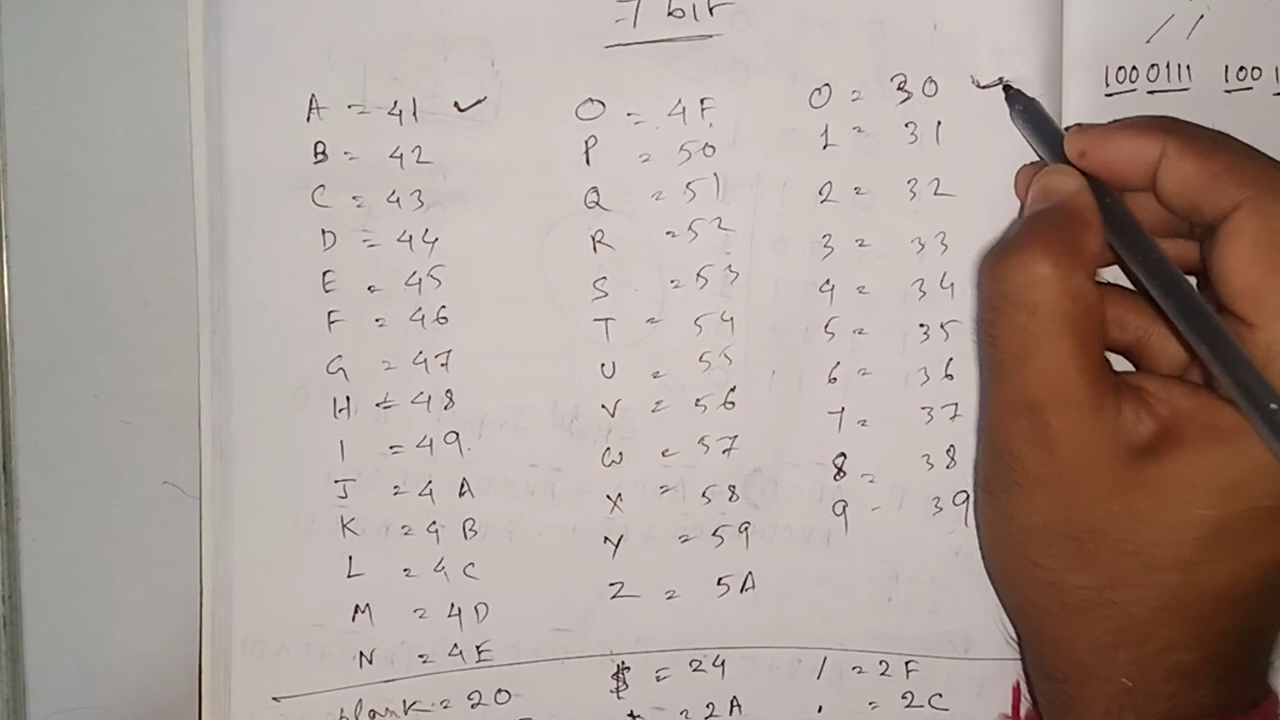 =7 bit
A = 41 ✓
B = 42
C = 43
D = 44
E = 45
F = 46
G = 47
H = 48
I = 49.
J = 4A
K = 4B
L = 4C
M = 4D
N = 4E
O = 4F
P = 50
Q = 51
R = 52
S = 53
T = 54
U = 55
V = 56
W = 57
X = 58
Y = 59
Z = 5A
0 = 30 ✓
1 = 31
2 = 32
3 = 33
4 = 34
5 = 35
6 = 36
7 = 37
8 = 38
9 - 39
blank = 20
$ = 24
= 2A
/ = 2F
, = 2C
1000111 100 1